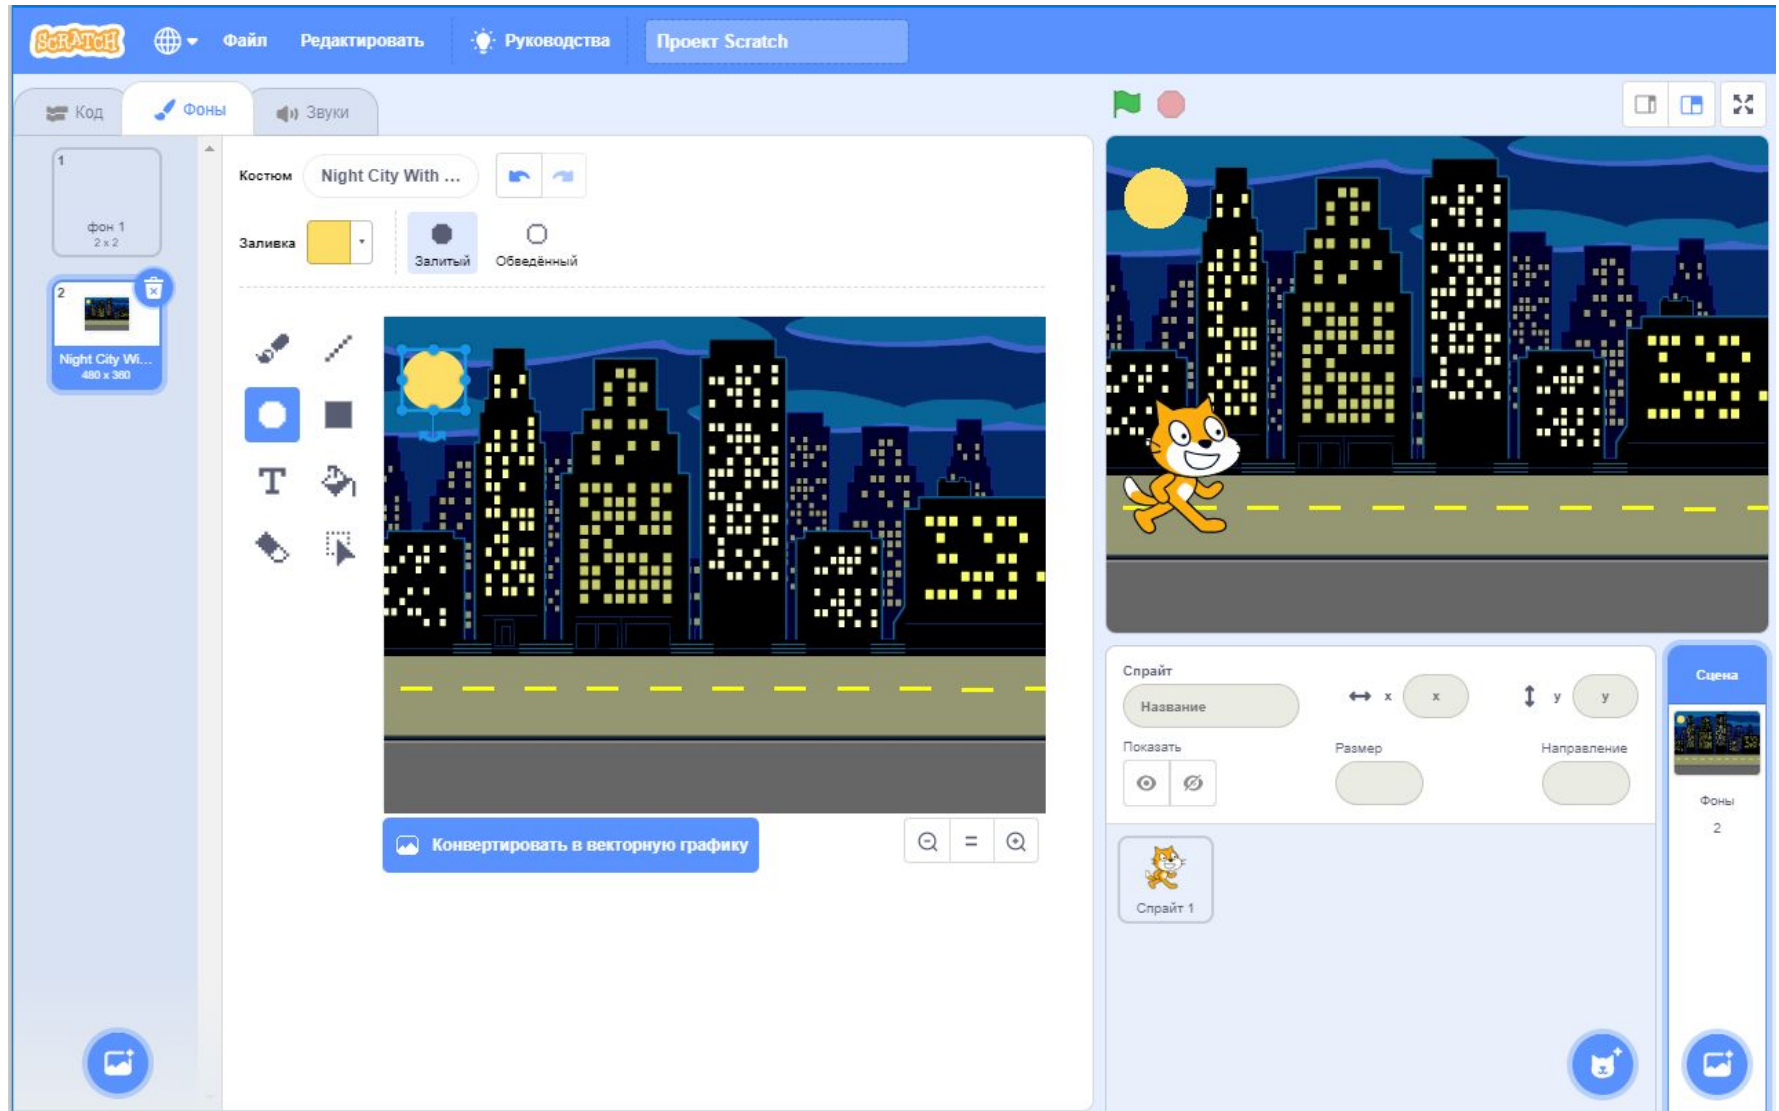 SCRATCH
Файл
Редактировать
Руководства
Проект Scratch
Код
Фоны
Звуки
1
фон 1
2 x 2
2
Night City Wi...
480 x 360
Костюм
Night City With ...
Заливка
Залитый
Обведённый
T
Конвертировать в векторную графику
=
Спрайт
Название
x
x
y
y
Показать
Размер
Направление
Спрайт 1
Сцена
Фоны
2